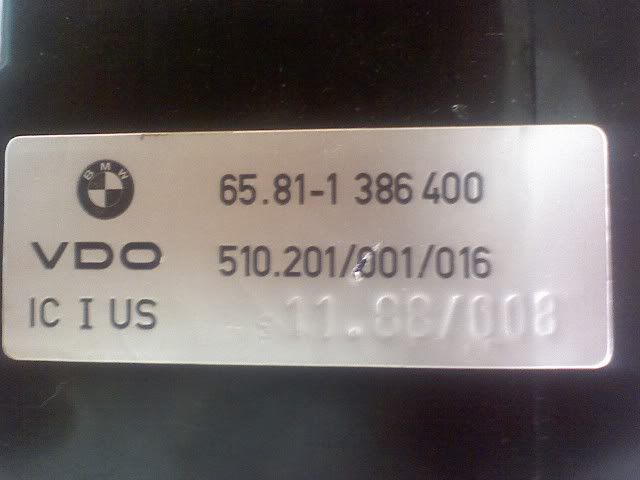 BMW
65.81-1 386 400
VDO
510.201/001/016
IC I US
11.88/008